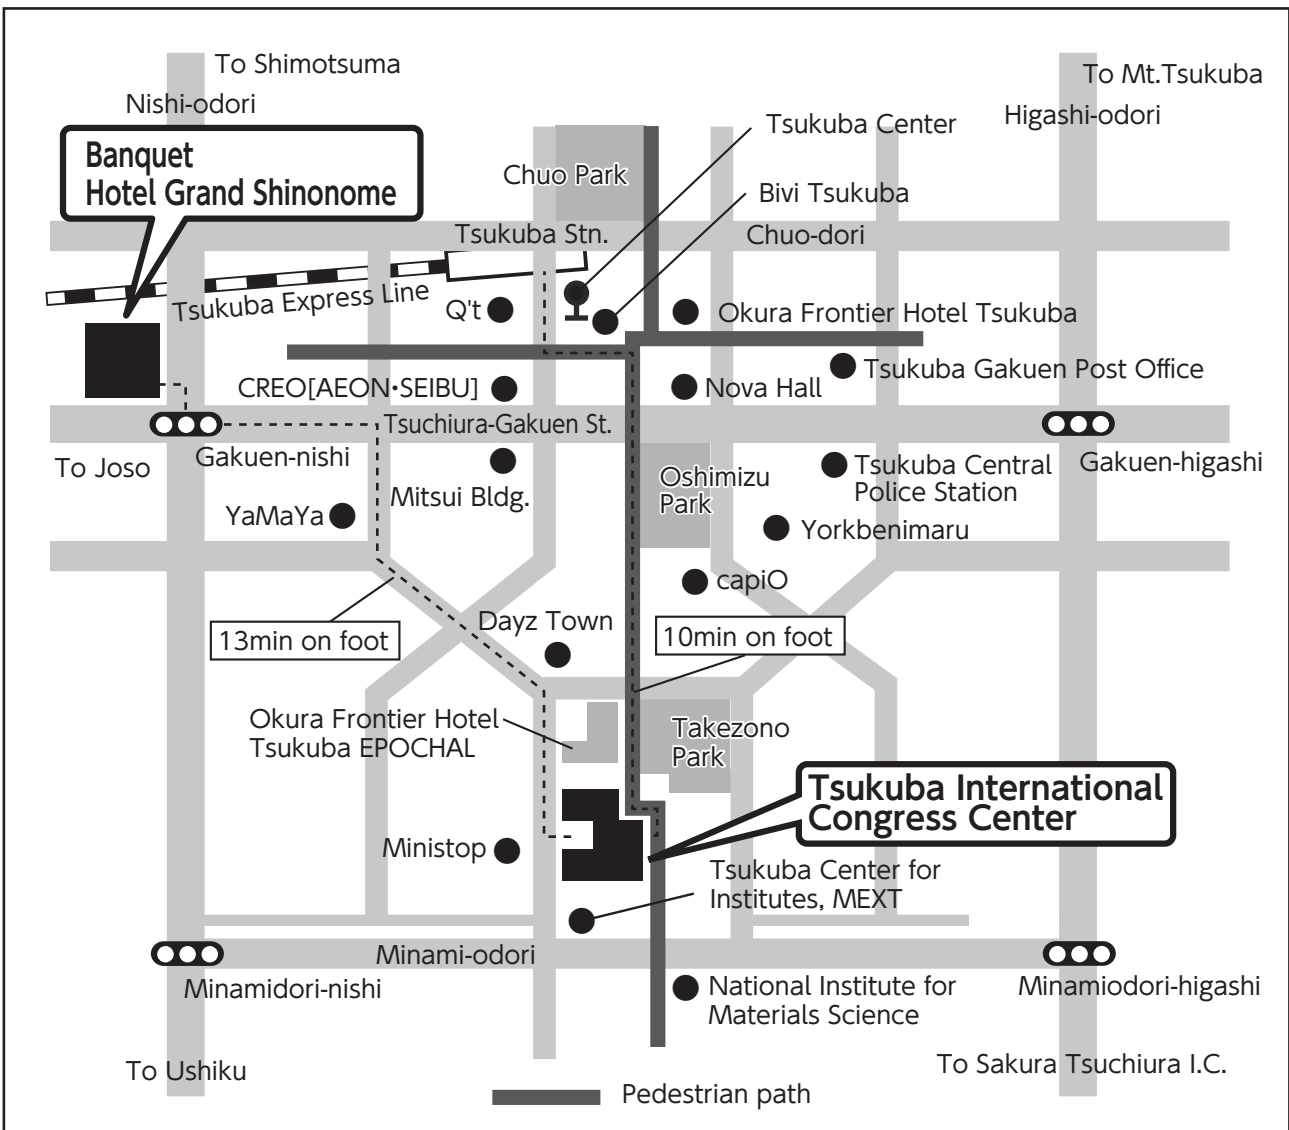 To Shimotsuma
To Mt.Tsukuba
Nishi-odori
Higashi-odori
Tsukuba Center
Banquet
Hotel Grand Shinonome
Chuo Park
Bivi Tsukuba
Tsukuba Stn.
Chuo-dori
Tsukuba Express Line
Q't
Okura Frontier Hotel Tsukuba
Tsukuba Gakuen Post Office
CREO[AEON･SEIBU]
Nova Hall
Tsuchiura-Gakuen St.
To Joso
Gakuen-nishi
Mitsui Bldg.
Oshimizu
Park
Tsukuba Central
Police Station
Gakuen-higashi
YaMaYa
Yorkbenimaru
capiO
Dayz Town
13min on foot
10min on foot
Okura Frontier Hotel
Tsukuba EPOCHAL
Takezono
Park
Tsukuba International
Congress Center
Ministop
Tsukuba Center for
Institutes, MEXT
Minami-odori
Minamidori-nishi
National Institute for
Materials Science
Minamiodori-higashi
To Ushiku
To Sakura Tsuchiura I.C.
Pedestrian path